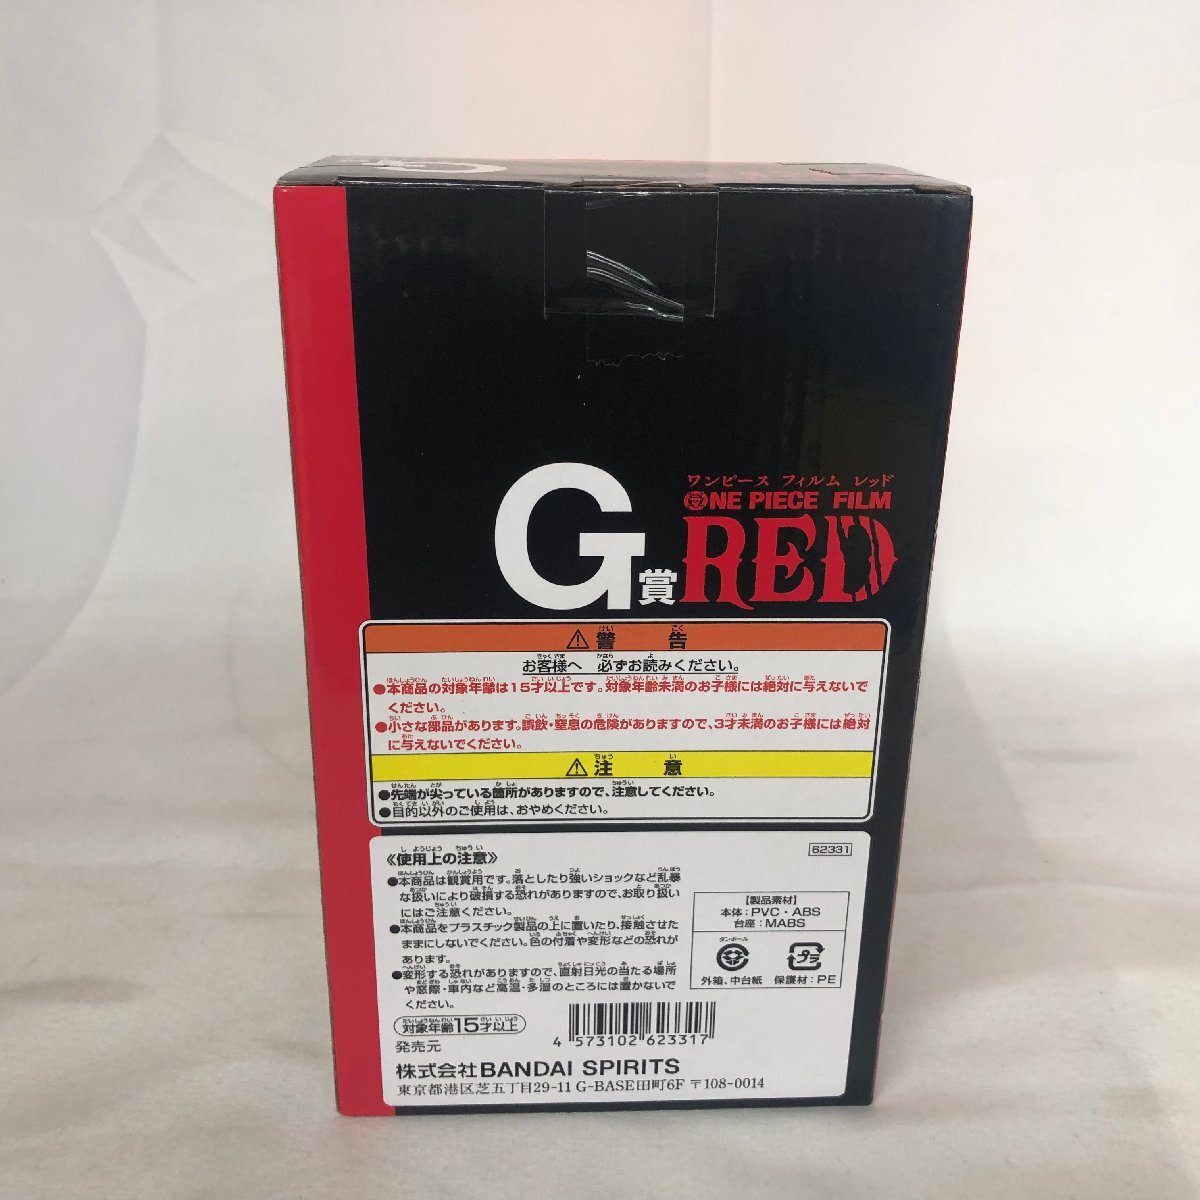 ワンピース フィルム レッド
ONE PIECE FILM
RED
G賞
警告
お客様へ 必ずお読みください。
●本商品の対象年齢は15才以上です。対象年齢未満のお子様には絶対に与えないで
ください。
●小さな部品があります。誤飲・窒息の危険がありますので、3才未満のお子様には絶対
に与えないでください。
注意
●先端が尖っている箇所がありますので、注意してください。
●目的以外のご使用は、おやめください。
《使用上の注意》
●本商品は観賞用です。落としたり強いショックなど乱暴
な扱いにより破損する恐れがありますので、お取り扱い
にはご注意ください。
●本商品をプラスチック製品の上に置いたり、接触させた
ままにしないでください。色の付着や変形などの恐れが
あります。
●変形する恐れがありますので、直射日光の当たる場所
や窓際・車内など高温・多湿のところには置かないで
ください。
対象年齢15才以上
発売元
株式会社BANDAI SPIRITS
東京都港区芝五丁目29-11 G-BASE田町6F 〒108-0014
62331
【製品素材】
本体：PVC・ABS
台座：MABS
ダンボール
プラ
外箱、中台紙 保護材：PE
4 573102 623317